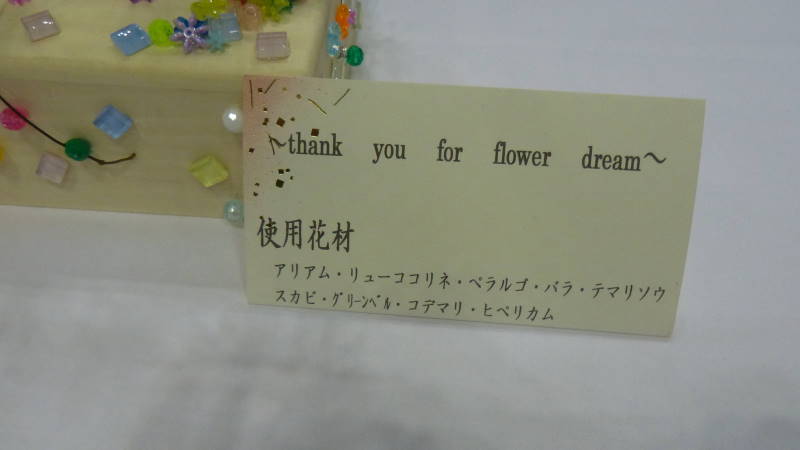 ～thank you for flower dream～
使用花材
アリアム・リューココリネ・ペラルゴ・バラ・テマリソウ
スカビ・グリーンベル・コデマリ・ヒペリカム